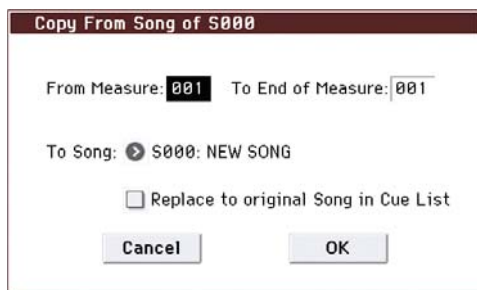 Copy From Song of S000
From Measure: 001 To End of Measure: 001
To Song: S000: NEW SONG
Replace to original Song in Cue List
Cancel OK